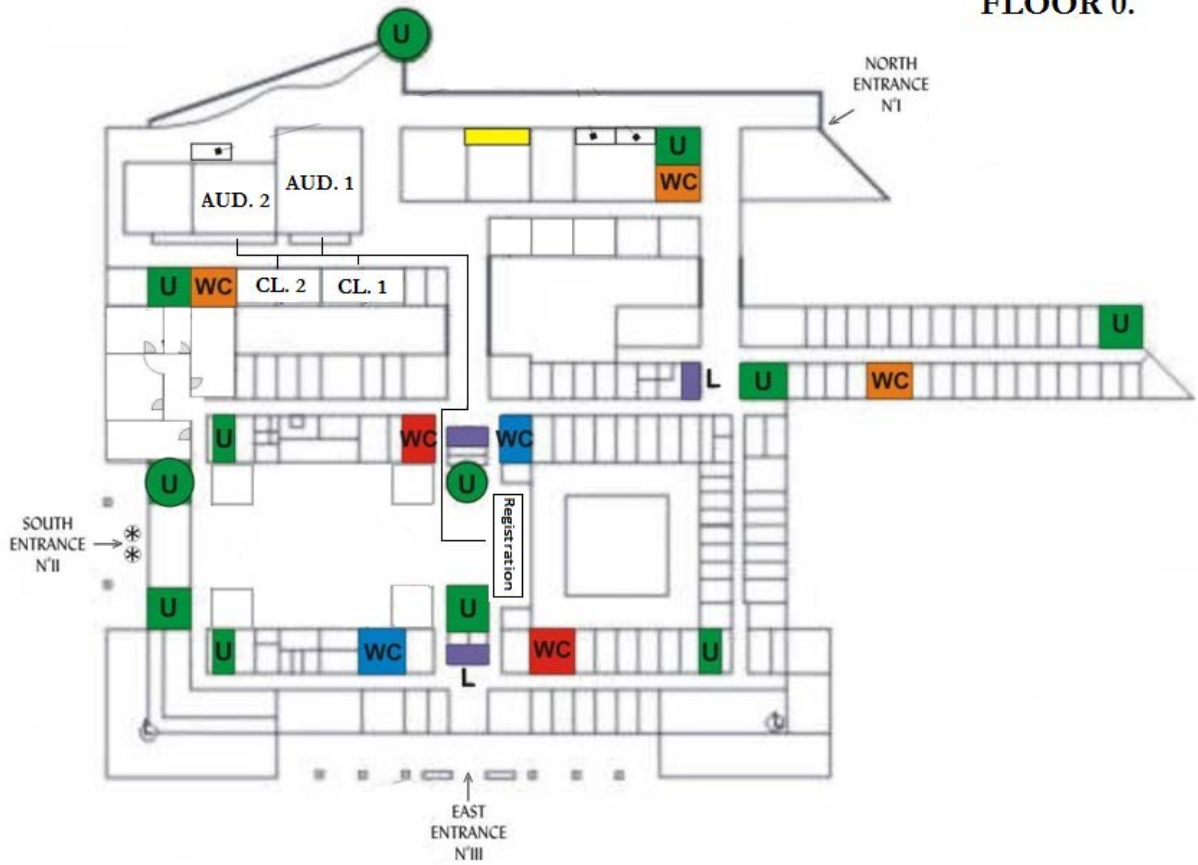 FLOOR 0.
U
NORTH
ENTRANCE
N°I
U
WC
AUD. 1
AUD. 2
U
WC
CL. 2
CL. 1
U
L
U
WC
U
WC
WC
U
U
Registration
SOUTH
ENTRANCE
N°II
U
U
U
WC
WC
U
L
EAST
ENTRANCE
N°III